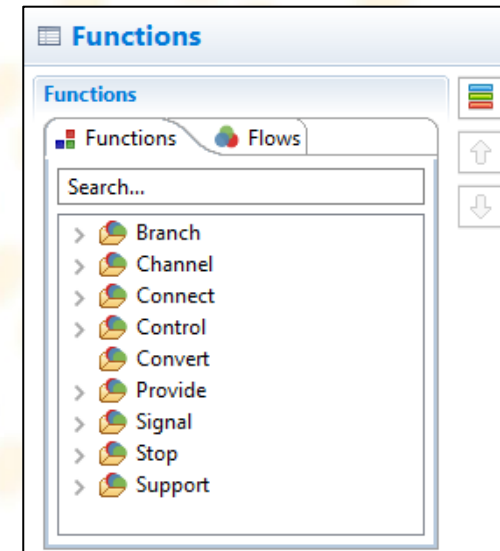 Functions
Functions
Functions Flows
Search...
Branch
Channel
Connect
Control
Convert
Provide
Signal
Stop
Support